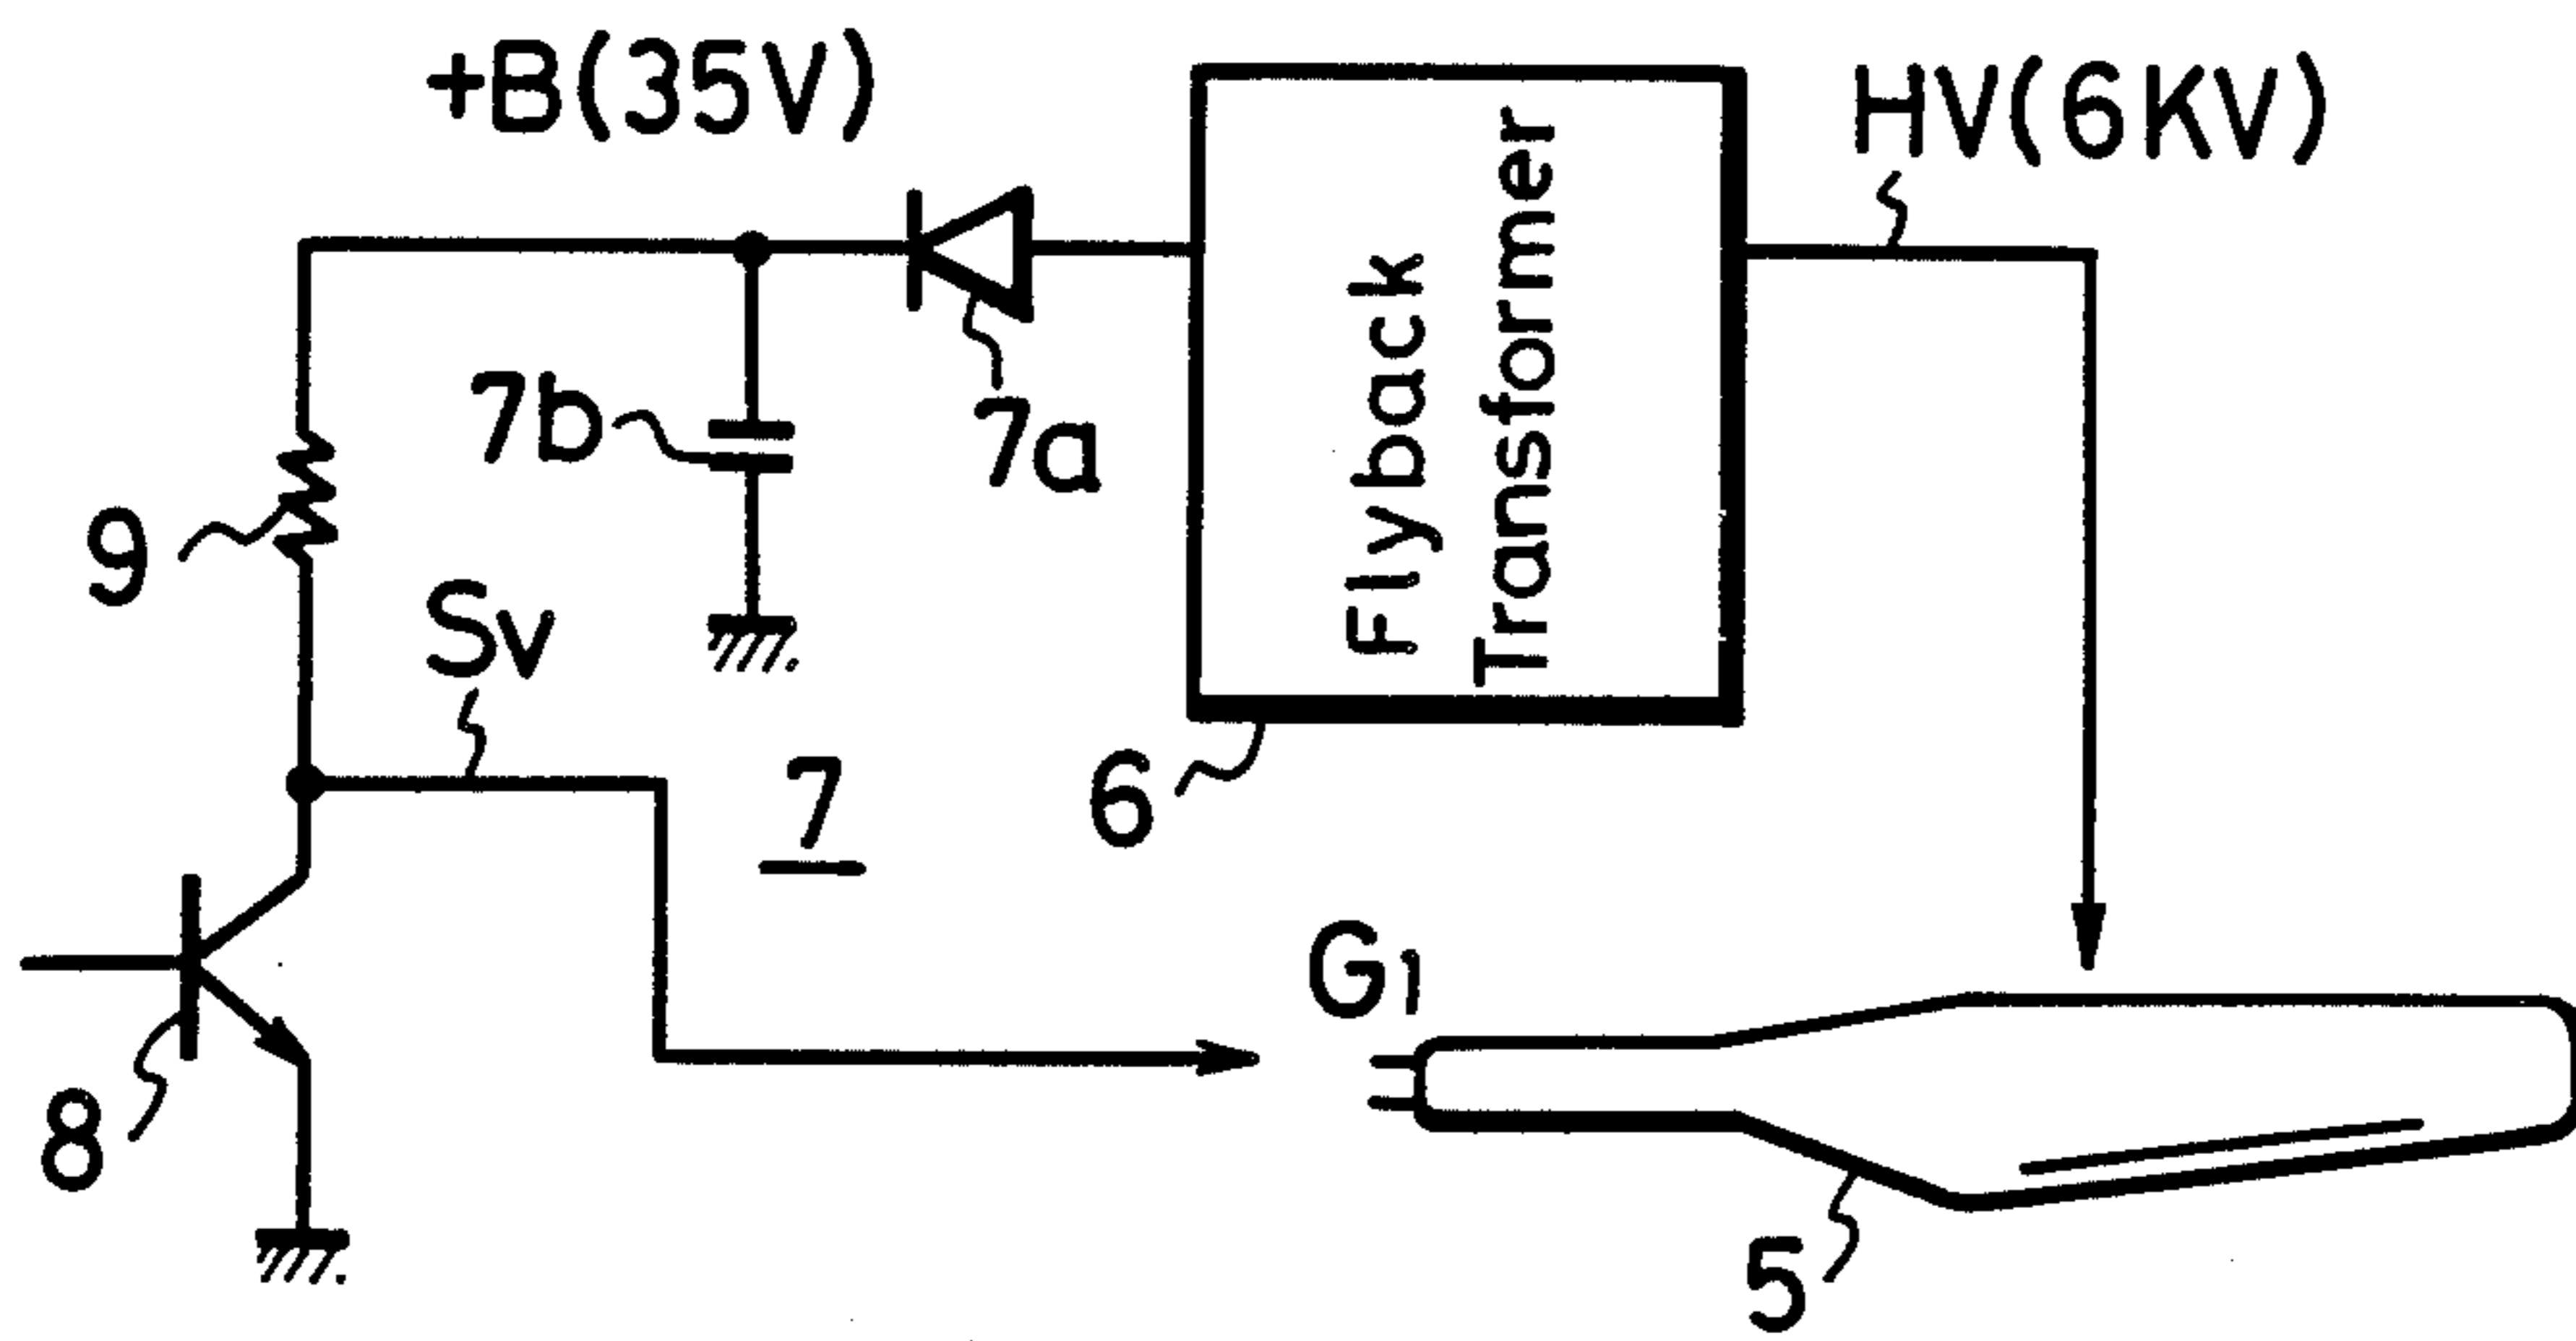 +B(35V)
HV(6KV)
Flyback
Transformer
7b
7a
9
Sv
7
6
G1
8
5